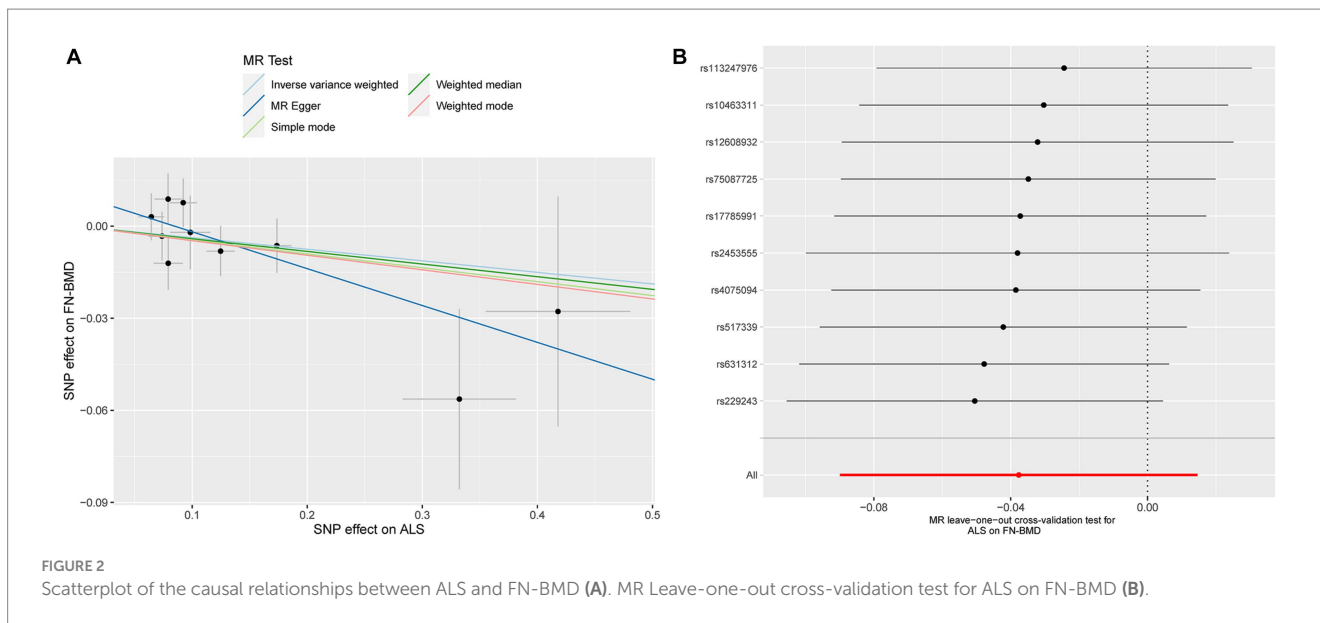 A
MR Test
Inverse variance weighted
Weighted median
MR Egger
Weighted mode
Simple mode
0.00
−0.03
−0.06
−0.09
SNP effect on FN-BMD
0.1
0.2
0.3
0.4
0.5
SNP effect on ALS
B
rs113247976
rs10463311
rs12608932
rs75087725
rs17785991
rs2453555
rs4075094
rs517339
rs631312
rs229243
All
−0.08
−0.04
0.00
MR leave−one−out cross−validation test for
ALS on FN−BMD
FIGURE 2
Scatterplot of the causal relationships between ALS and FN-BMD (A). MR Leave-one-out cross-validation test for ALS on FN-BMD (B).